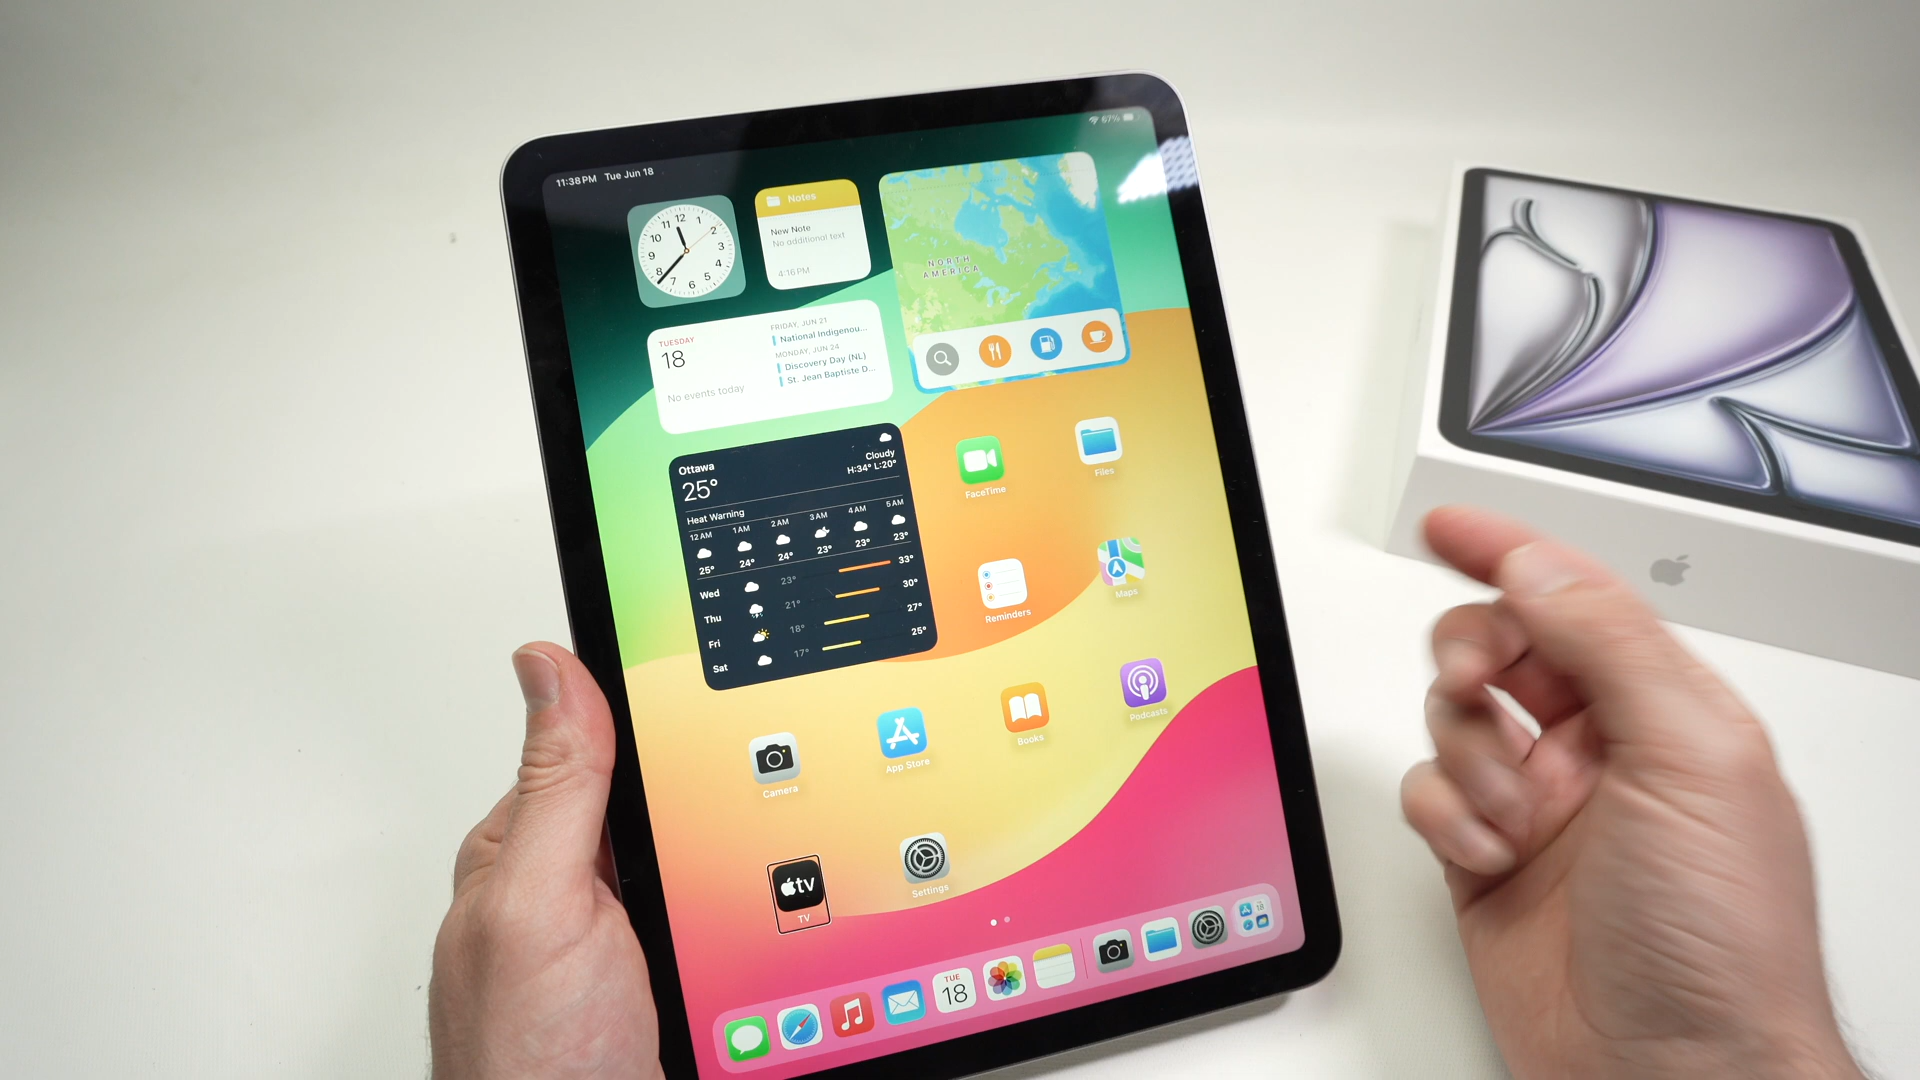 11:38 PM Tue Jun 18
67%
12
1
2
3
4
5
6
7
8
9
10
11
Notes
New Note
No additional text
4:16 PM
NORTH
AMERICA
TUESDAY
18
No events today
FRIDAY, JUN 21
National Indigenou...
MONDAY, JUN 24
Discovery Day (NL)
St. Jean Baptiste D...
Ottawa
25°
Cloudy
H:34° L:20°
Heat Warning
12 AM 1 AM 2 AM 3 AM 4 AM 5 AM
25° 24° 24° 23° 23° 23°
Wed 23° 33°
Thu 21° 30°
Fri 18° 27°
Sat 17° 25°
FaceTime
Files
Reminders
Maps
Camera
App Store
Books
Podcasts
tv
TV
Settings
TUE
18
18